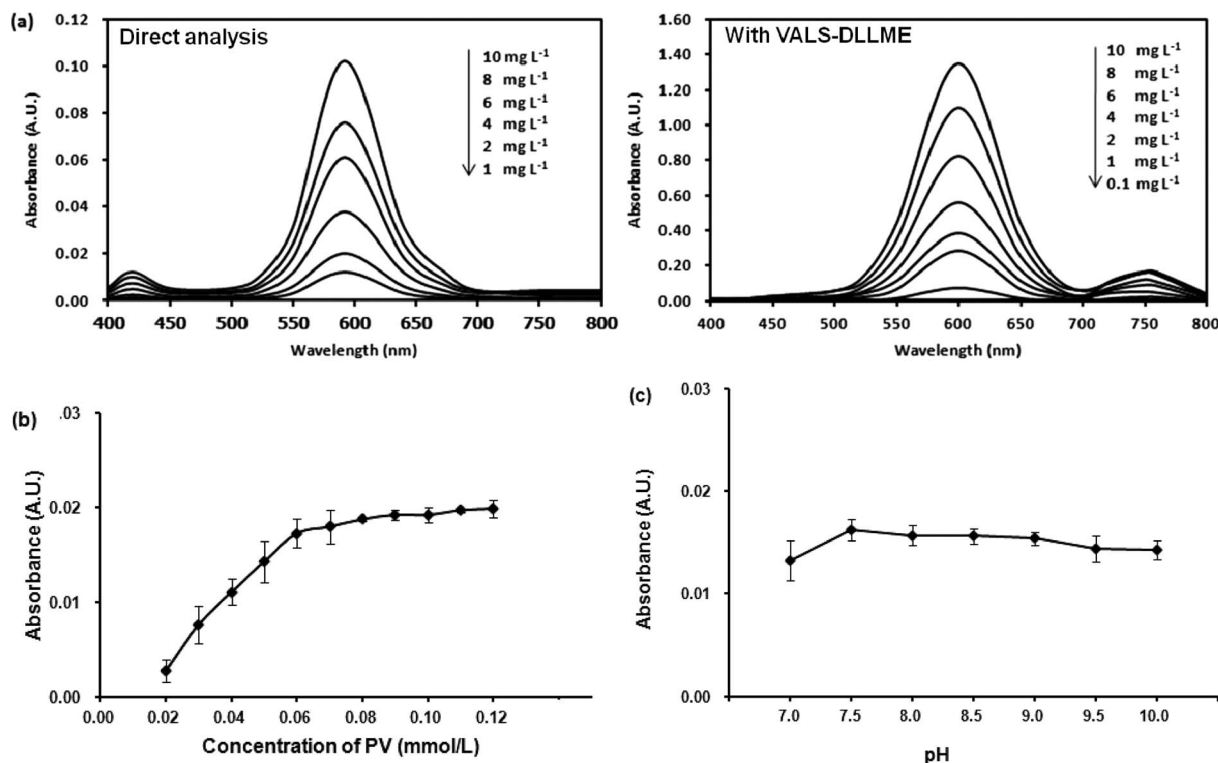 (a)
Direct analysis
10 mg L⁻¹
8 mg L⁻¹
6 mg L⁻¹
4 mg L⁻¹
2 mg L⁻¹
1 mg L⁻¹
Absorbance (A.U.)
0.12
0.10
0.08
0.06
0.04
0.02
0.00
400 450 500 550 600 650 700 750 800
Wavelength (nm)
With VALS-DLLME
10 mg L⁻¹
8 mg L⁻¹
6 mg L⁻¹
4 mg L⁻¹
2 mg L⁻¹
1 mg L⁻¹
0.1 mg L⁻¹
Absorbance (A.U.)
1.60
1.40
1.20
1.00
0.80
0.60
0.40
0.20
0.00
400 450 500 550 600 650 700 750 800
Wavelength (nm)
(b)
Absorbance (A.U.)
.03
0.02
0.01
0.00
0.00 0.02 0.04 0.06 0.08 0.10 0.12
Concentration of PV (mmol/L)
(c)
Absorbance (A.U.)
0.03
0.02
0.01
0.00
7.0 7.5 8.0 8.5 9.0 9.5 10.0
pH